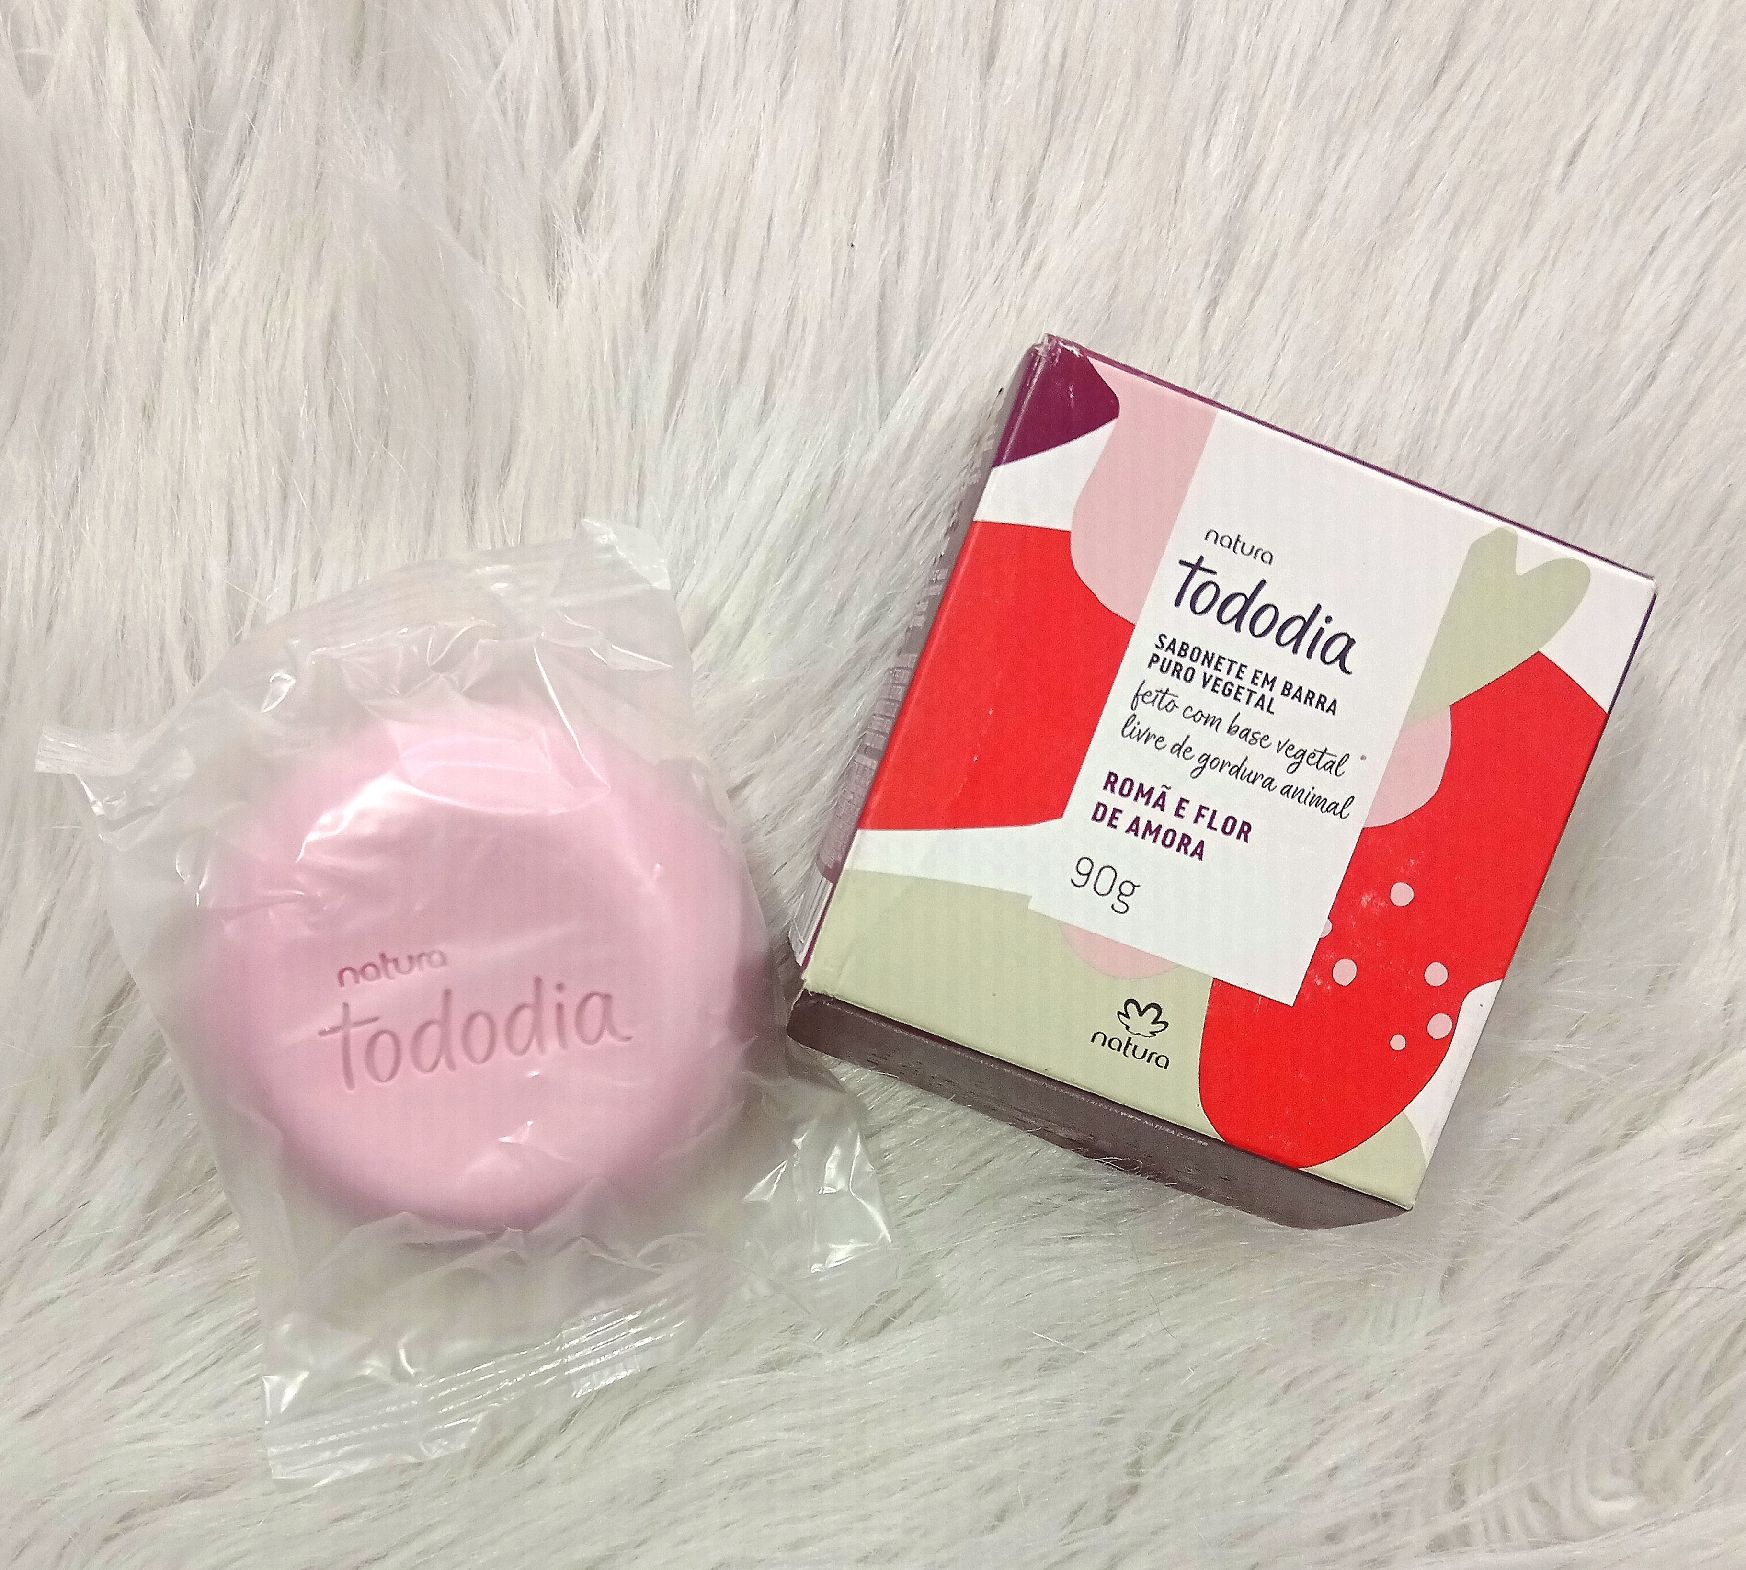 natura
tododia
natura
tododia
SABONETE EM BARRA
PURO VEGETAL
feito com base vegetal
livre de gordura animal
ROMÃ E FLOR
DE AMORA
90g
natura